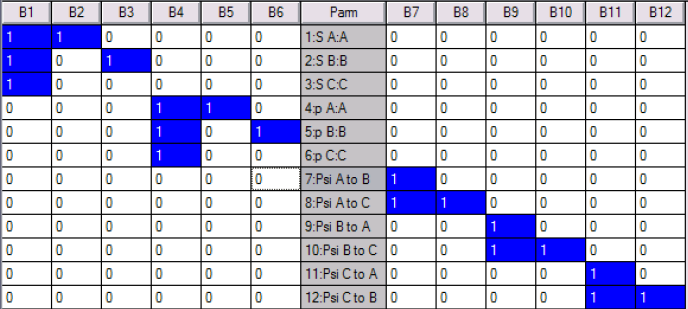 B1 B2 B3 B4 B5 B6 Parm B7 B8 B9 B10 B11 B12
1 1 0 0 0 0 1:S A:A 0 0 0 0 0 0
1 0 1 0 0 0 2:S B:B 0 0 0 0 0 0
1 0 0 0 0 0 3:S C:C 0 0 0 0 0 0
0 0 0 1 1 0 4:p A:A 0 0 0 0 0 0
0 0 0 1 0 1 5:p B:B 0 0 0 0 0 0
0 0 0 1 0 0 6:p C:C 0 0 0 0 0 0
0 0 0 0 0 0 7:Psi A to B 1 0 0 0 0 0
0 0 0 0 0 0 8:Psi A to C 1 1 0 0 0 0
0 0 0 0 0 0 9:Psi B to A 0 0 1 0 0 0
0 0 0 0 0 0 10:Psi B to C 0 0 1 1 0 0
0 0 0 0 0 0 11:Psi C to A 0 0 0 0 1 0
0 0 0 0 0 0 12:Psi C to B 0 0 0 0 1 1